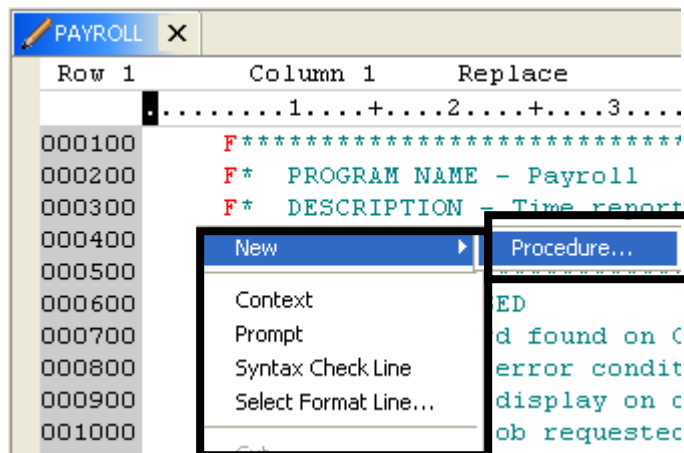 PAYROLL
Row 1 Column 1 Replace
.........1....+....2....+....3....
000100 F****************************
000200 F* PROGRAM NAME - Payroll
000300 F* DESCRIPTION - Time report
000400 New Procedure...
000500
000600 Context ED
000700 Prompt d found on
000800 Syntax Check Line error condit
000900 Select Format Line... display on
001000 ob requested